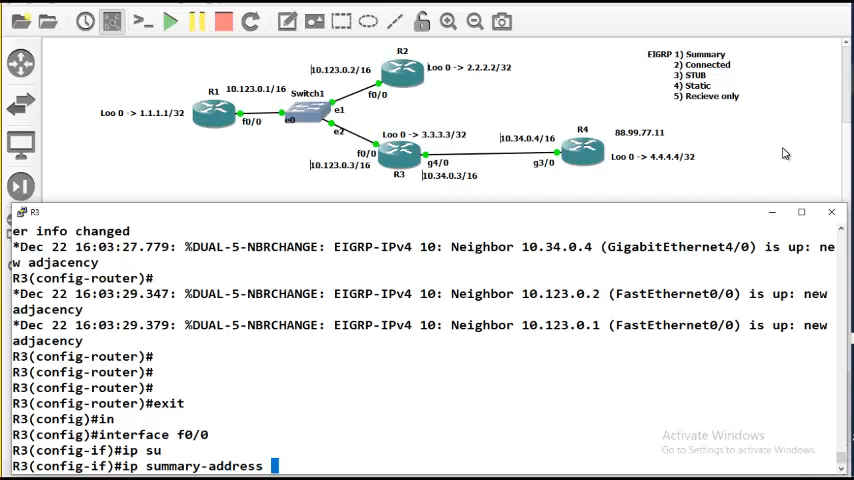 R2
10.123.0.2/16
Loo 0 -> 2.2.2.2/32
EIGRP 1) Summary
2) Connected
3) STUB
4) Static
5) Recieve only
R1
10.123.0.1/16
Switch1
f0/0
Loo 0 -> 1.1.1.1/32
f0/0
e0
e1
e2
Loo 0 -> 3.3.3.3/32
10.34.0.4/16
R4
88.99.77.11
f0/0
10.123.0.3/16
g4/0
g3/0
Loo 0 -> 4.4.4.4/32
R3
10.34.0.3/16
R3
er info changed
*Dec 22 16:03:27.779: %DUAL-5-NBRCHANGE: EIGRP-IPv4 10: Neighbor 10.34.0.4 (GigabitEthernet4/0) is up: ne
w adjacency
R3(config-router)#
*Dec 22 16:03:29.347: %DUAL-5-NBRCHANGE: EIGRP-IPv4 10: Neighbor 10.123.0.2 (FastEthernet0/0) is up: new
adjacency
*Dec 22 16:03:29.379: %DUAL-5-NBRCHANGE: EIGRP-IPv4 10: Neighbor 10.123.0.1 (FastEthernet0/0) is up: new
adjacency
R3(config-router)#
R3(config-router)#
R3(config-router)#
R3(config-router)#exit
R3(config)#in
R3(config)#interface f0/0
R3(config-if)#ip su
R3(config-if)#ip summary-address
Activate Windows
Go to Settings to activate Windows.